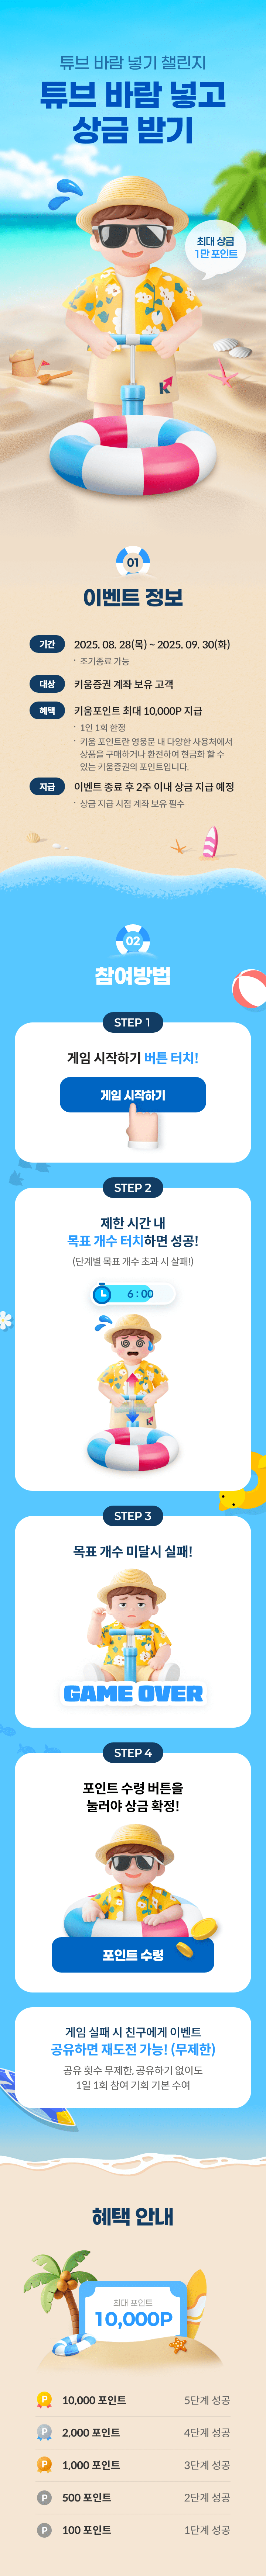 튜브 바람 넣기 챌린지
튜브 바람 넣고
상금 받기
최대 상금
1만 포인트
K
01
이벤트 정보
기간 2025. 08. 28(목) ~ 2025. 09. 30(화)
· 조기종료 가능
대상 키움증권 계좌 보유 고객
혜택 키움포인트 최대 10,000P 지급
· 1인 1회 한정
· 키움 포인트란 영웅문 내 다양한 사용처에서
상품을 구매하거나 환전하여 현금화 할 수
있는 키움증권의 포인트입니다.
지급 이벤트 종료 후 2주 이내 상금 지급 예정
· 상금 지급 시점 계좌 보유 필수
02
참여방법
STEP 1
게임 시작하기 버튼 터치!
게임 시작하기
STEP 2
제한 시간 내
목표 개수 터치하면 성공!
(단계별 목표 개수 초과 시 실패!)
6 : 00
K
STEP 3
목표 개수 미달시 실패!
GAME OVER
STEP 4
포인트 수령 버튼을
눌러야 상금 확정!
포인트 수령
게임 실패 시 친구에게 이벤트
공유하면 재도전 가능! (무제한)
공유 횟수 무제한, 공유하기 없이도
1일 1회 참여 기회 기본 수여
혜택 안내
최대 포인트
10,000P
P 10,000 포인트 5단계 성공
P 2,000 포인트 4단계 성공
P 1,000 포인트 3단계 성공
P 500 포인트 2단계 성공
P 100 포인트 1단계 성공